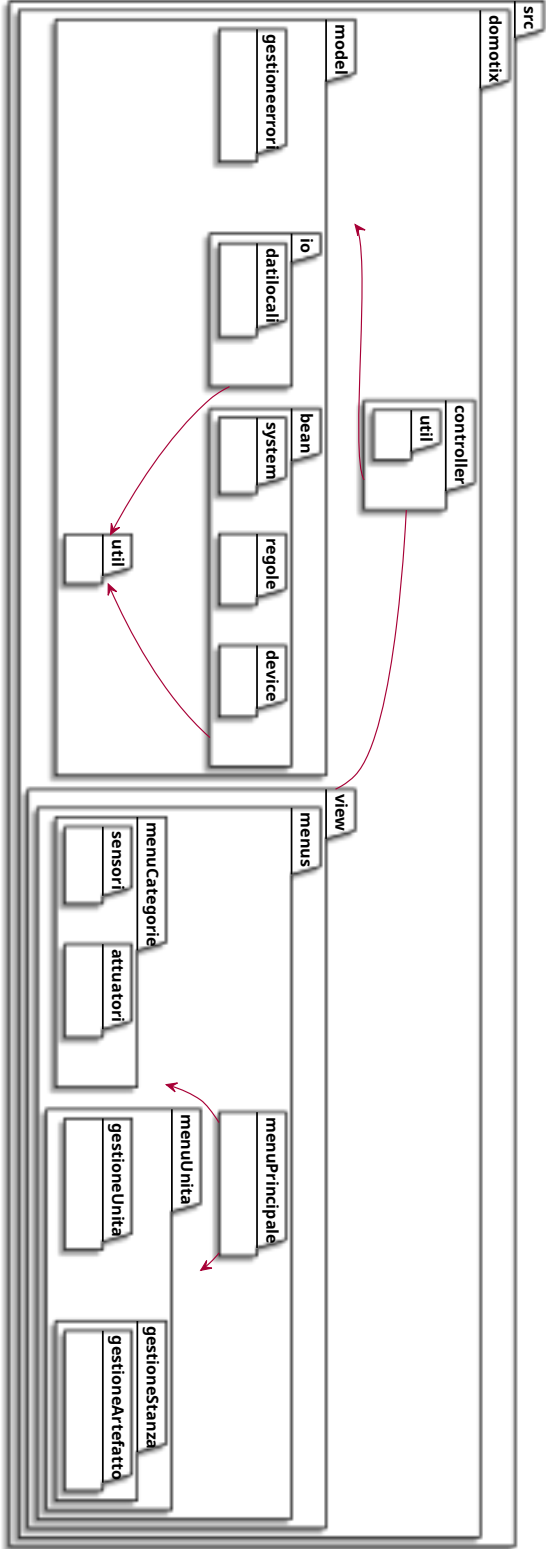 src
domotix
controller
util
model
gestioneerrori
io
datilocali
bean
system
regole
device
util
view
menus
menuPrincipale
menuCategorie
sensori
attuatori
menuUnita
gestioneUnita
gestioneStanza
gestioneArtefatto